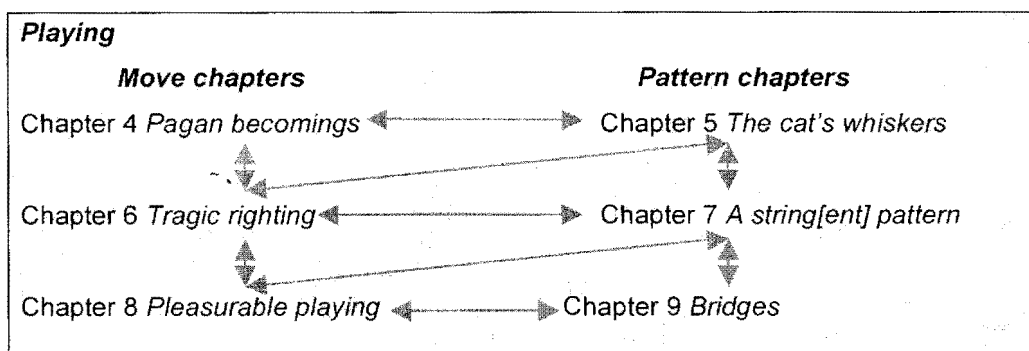 Playing
Move chapters Pattern chapters
Chapter 4 Pagan becomings Chapter 5 The cat's whiskers
Chapter 6 Tragic righting Chapter 7 A string[ent] pattern
Chapter 8 Pleasurable playing Chapter 9 Bridges